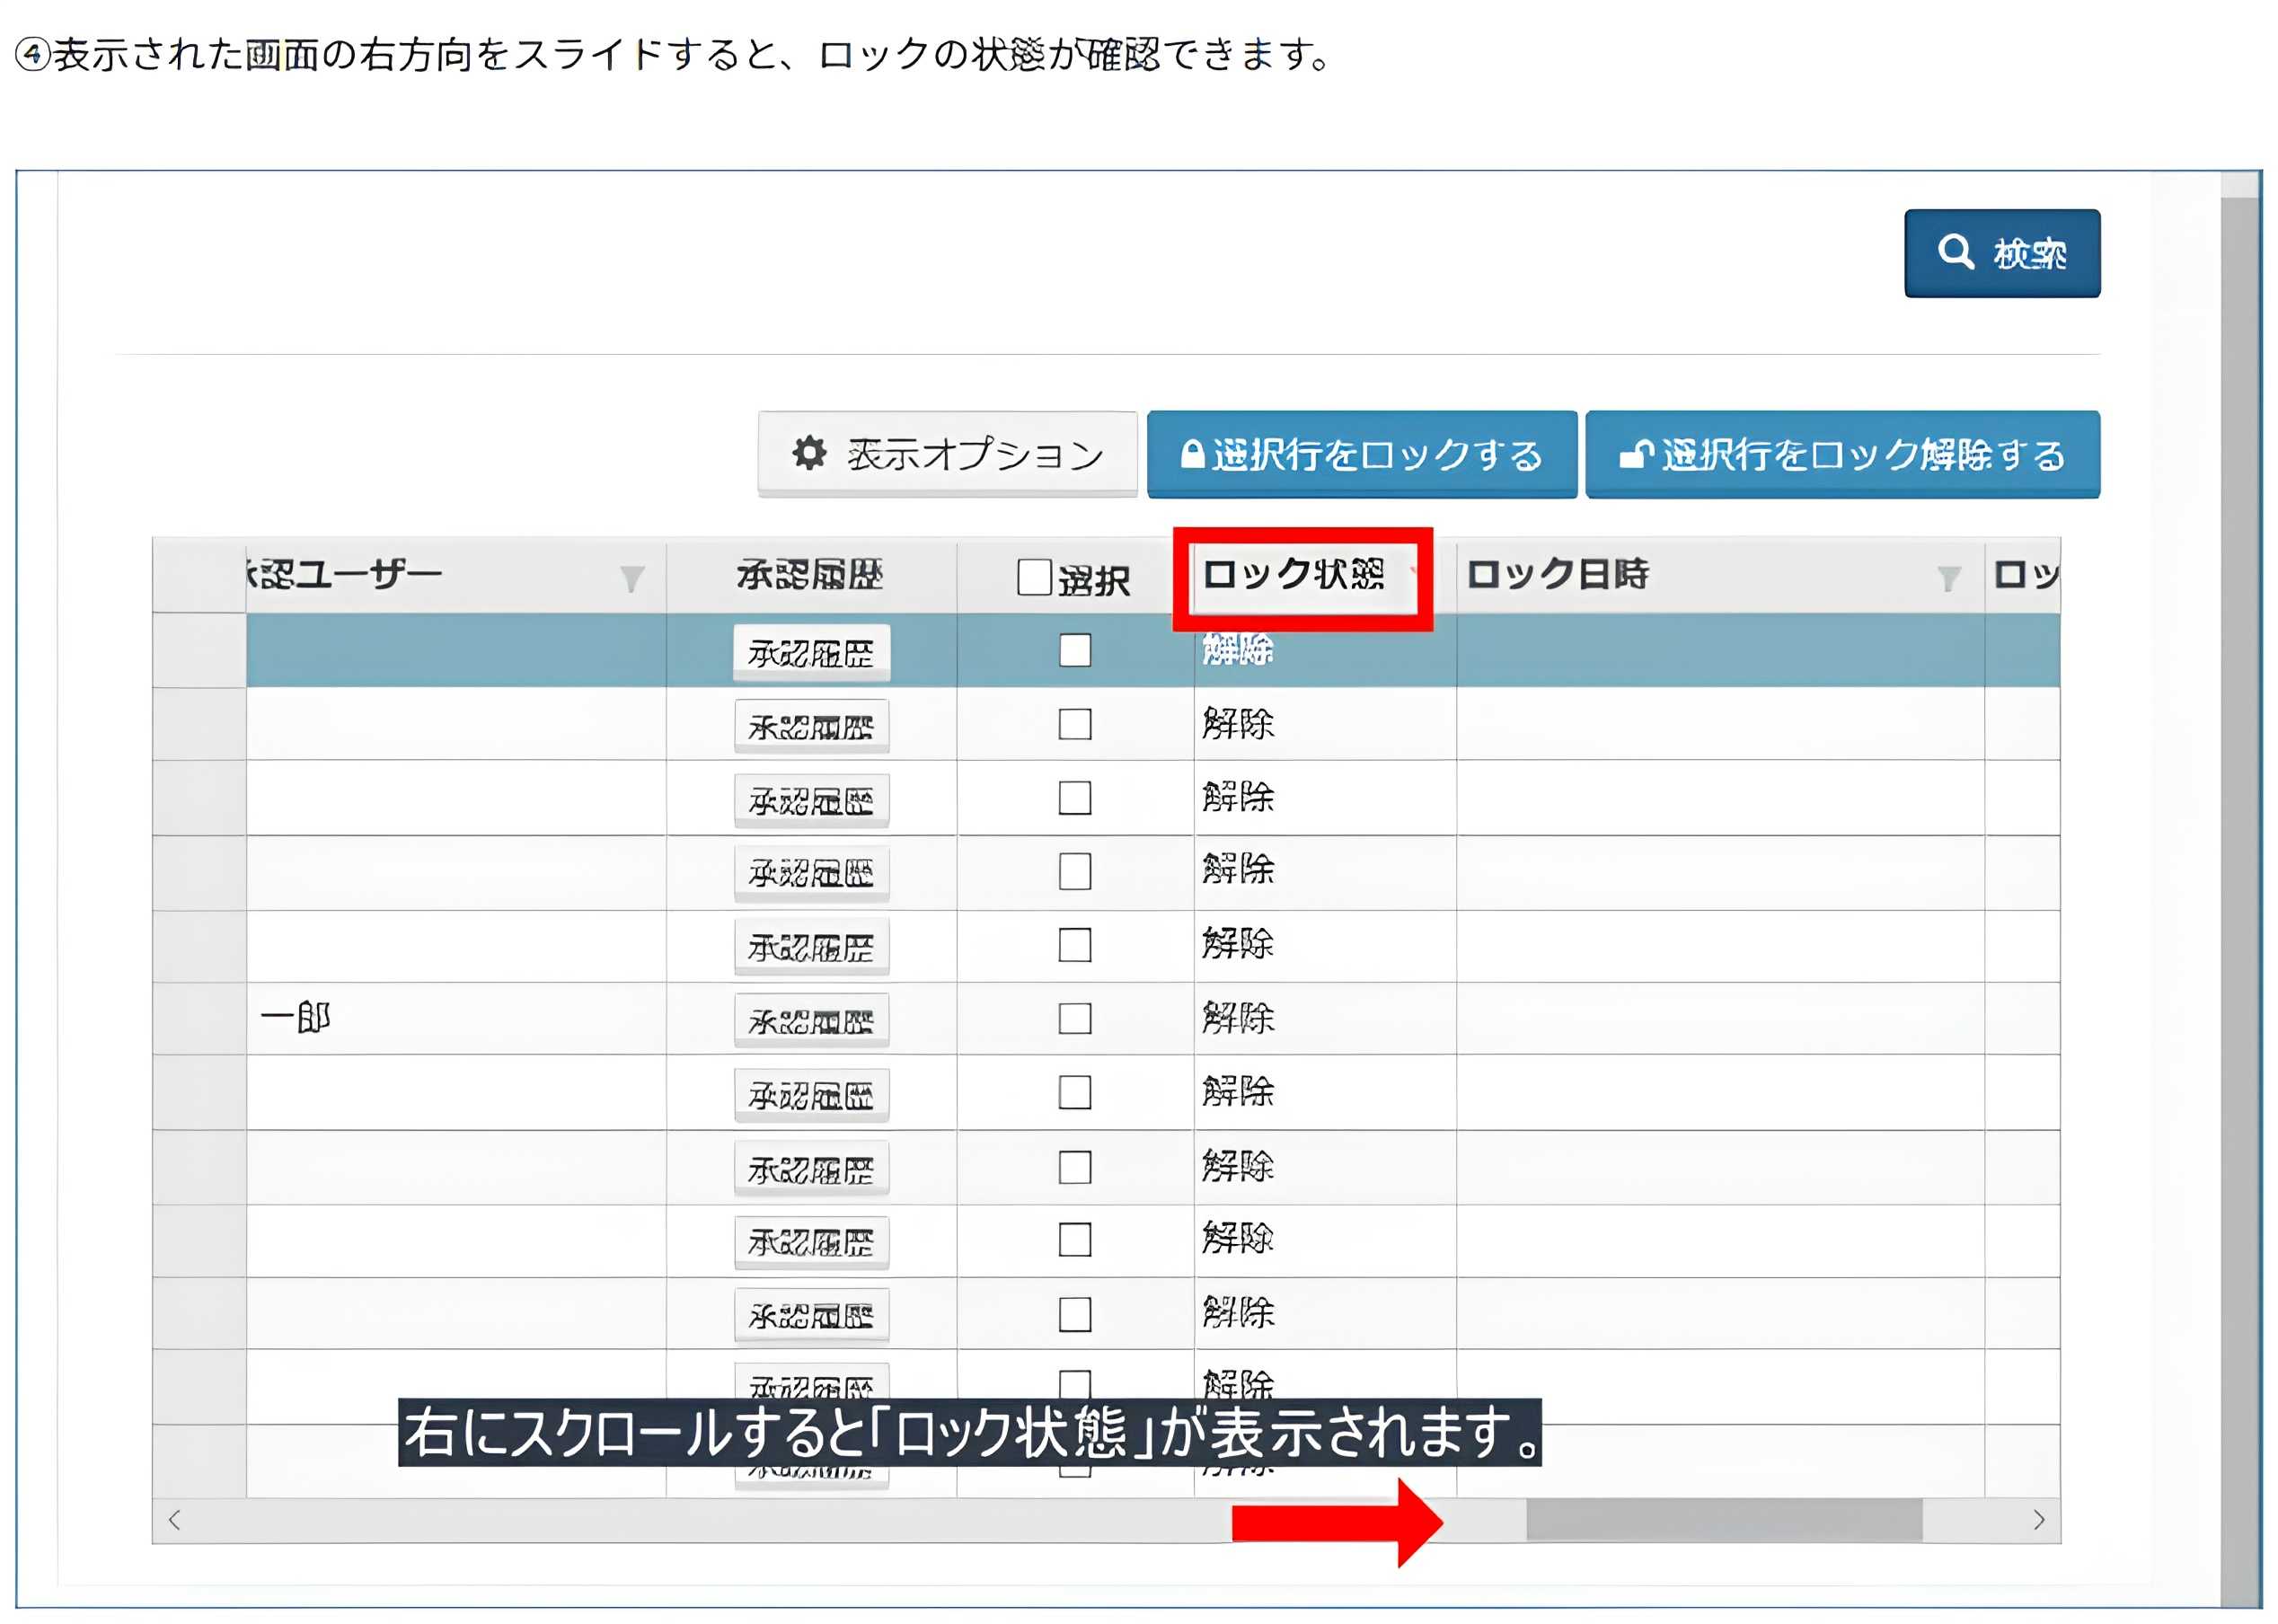 ④表示された画面の右方向をスライドすると、ロックの状態が確認できます。
検索
表示オプション 選択行をロックする 選択行をロック解除する
認ユーザー 承認履歴 選択 ロック状態 ロック日時 ロッ
承認履歴 解除
承認履歴 解除
承認履歴 解除
承認履歴 解除
承認履歴 解除
一郎 承認履歴 解除
承認履歴 解除
承認履歴 解除
承認履歴 解除
承認履歴 解除
承認履歴 解除
右にスクロールすると「ロック状態」が表示されます。